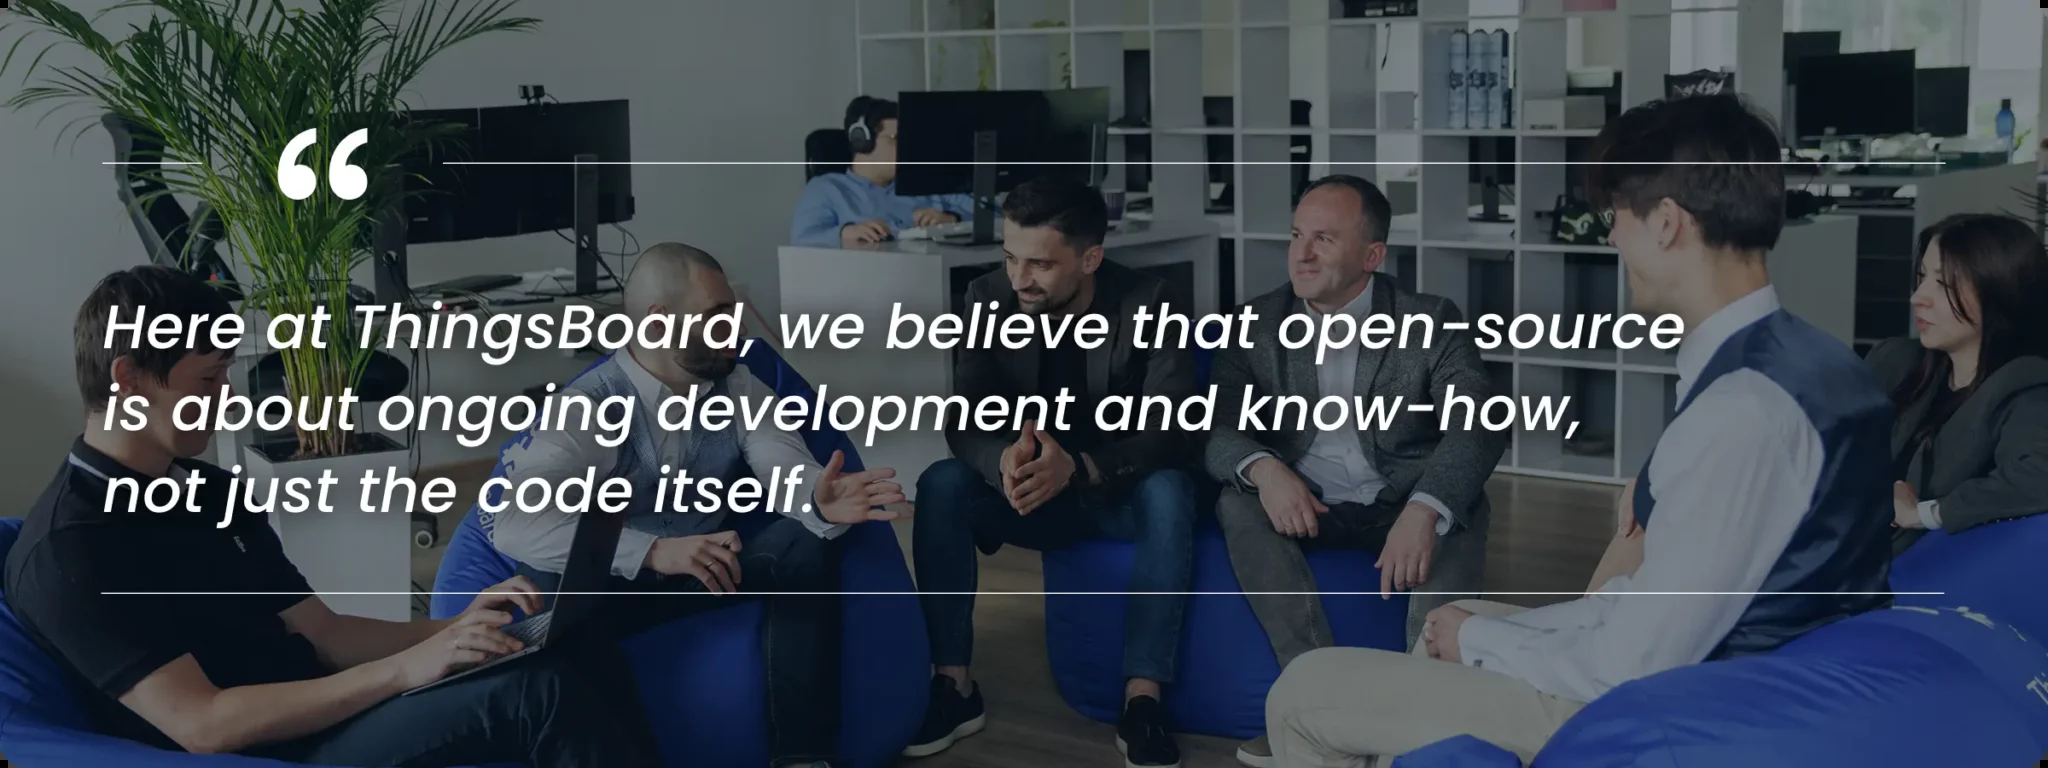 “
Here at ThingsBoard, we believe that open-source
is about ongoing development and know-how,
not just the code itself.